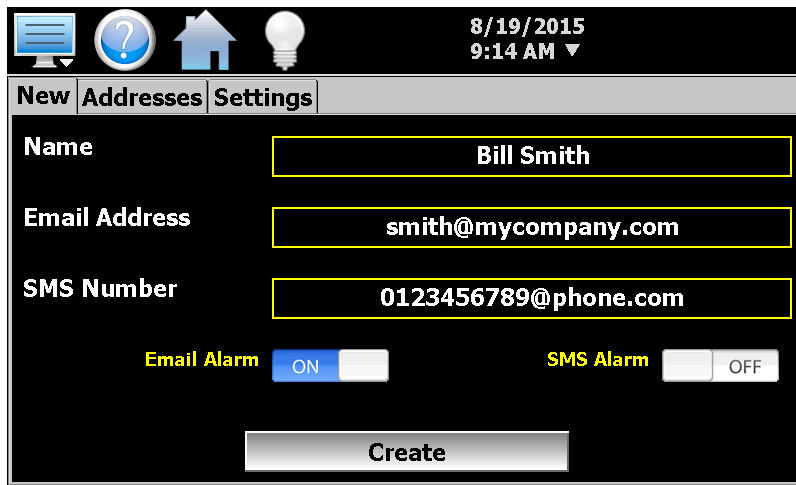 8/19/2015
9:14 AM ▼
New Addresses Settings
Name Bill Smith
Email Address smith@mycompany.com
SMS Number 0123456789@phone.com
Email Alarm ON SMS Alarm OFF
Create